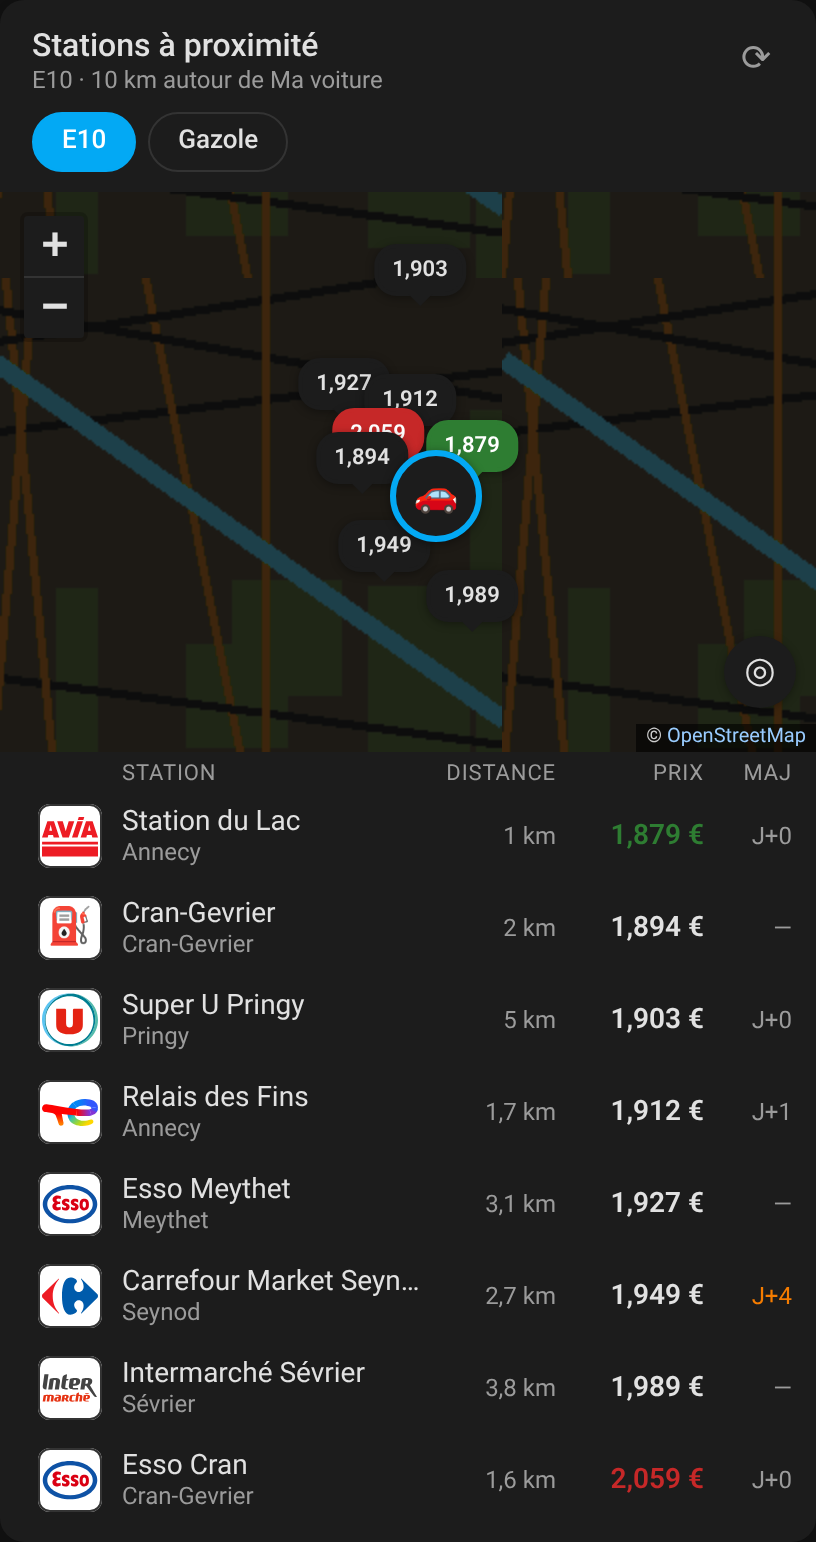 Stations à proximité
E10 · 10 km autour de Ma voiture
E10
Gazole
+
−
1,903
1,927
1,912
2,059
1,879
1,894
1,949
1,989
© OpenStreetMap
STATION DISTANCE PRIX MAJ
AVIA
Station du Lac
Annecy
1 km 1,879 € J+0
Cran-Gevrier
Cran-Gevrier
2 km 1,894 € –
U
Super U Pringy
Pringy
5 km 1,903 € J+0
Relais des Fins
Annecy
1,7 km 1,912 € J+1
Esso
Esso Meythet
Meythet
3,1 km 1,927 € –
Carrefour Market Seyn…
Seynod
2,7 km 1,949 € J+4
Inter
marché
Intermarché Sévrier
Sévrier
3,8 km 1,989 € –
Esso
Esso Cran
Cran-Gevrier
1,6 km 2,059 € J+0